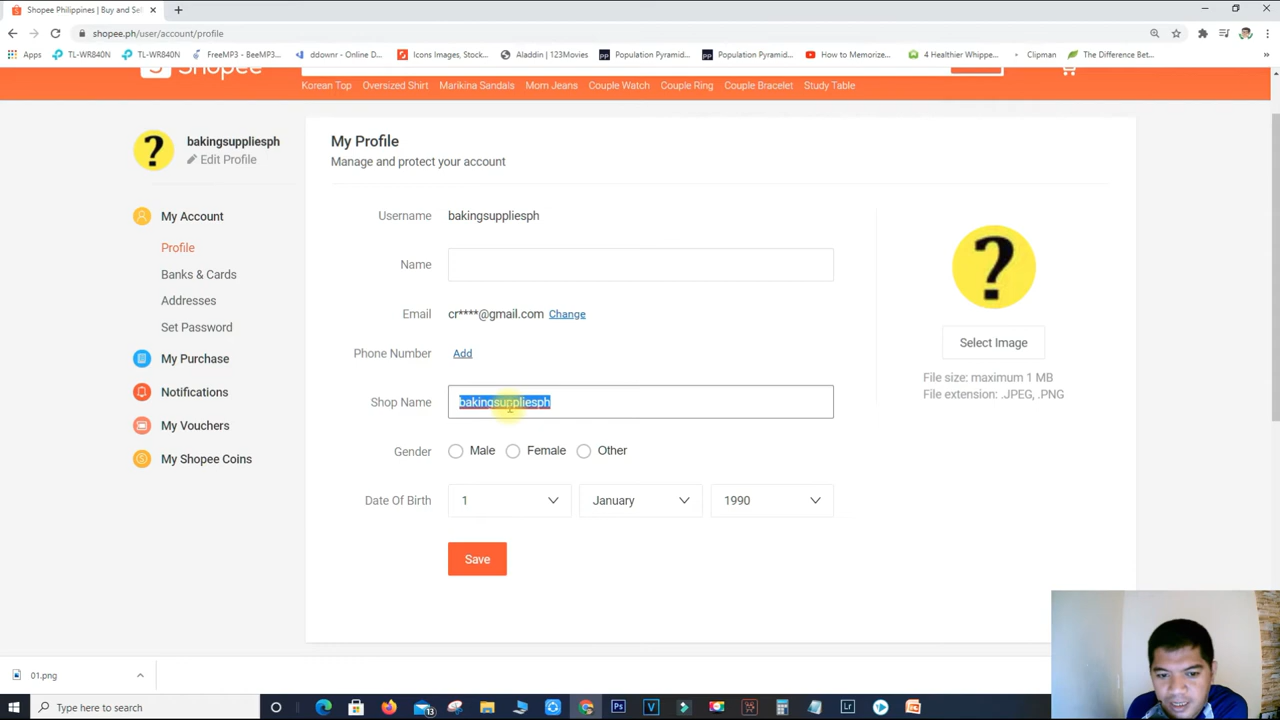 Shopee Philippines | Buy and Sel
shopee.ph/user/account/profile
Apps TL-WR840N TL-WR840N FreeMP3 - BeeMP3... ddownr - Online D... Icons Images, Stock... Aladdin | 123Movies Population Pyramid... Population Pyramid... How to Memorize... 4 Healthier Whippe... Clipman The Difference Bet...
Shopee
Korean Top Oversized Shirt Marikina Sandals Mom Jeans Couple Watch Couple Ring Couple Bracelet Study Table
bakingsuppliesph
Edit Profile
My Account
Profile
Banks & Cards
Addresses
Set Password
My Purchase
Notifications
My Vouchers
My Shopee Coins
My Profile
Manage and protect your account
Username bakingsuppliesph
Name
Email cr****@gmail.com Change
Phone Number Add
Shop Name bakingsuppliesph
Gender Male Female Other
Date Of Birth 1 January 1990
Save
?
?
Select Image
File size: maximum 1 MB
File extension: .JPEG, .PNG
01.png
Type here to search
13
Ps
V
Lr